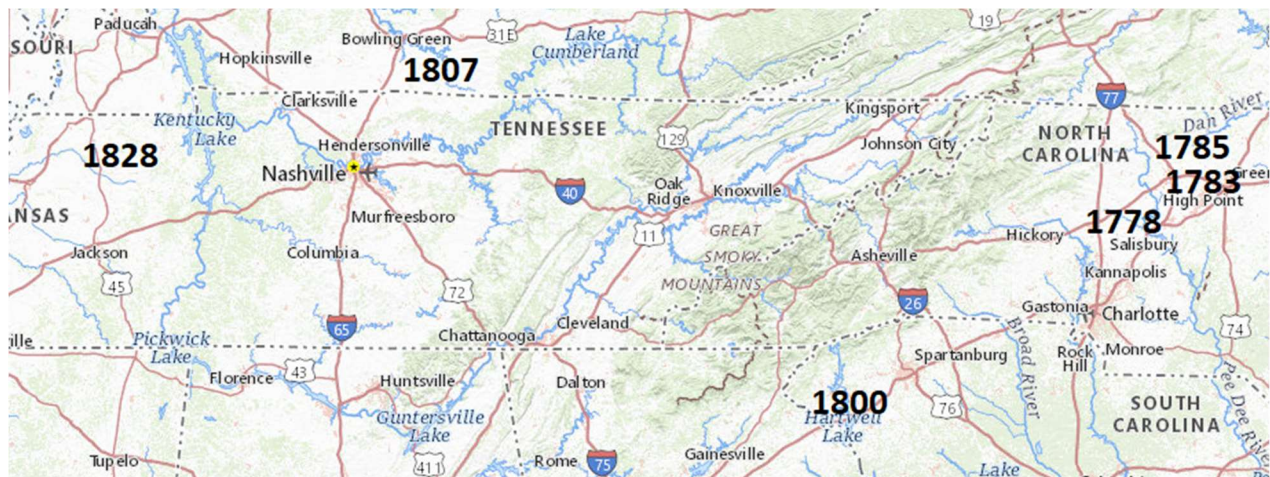 Paducah
19
SOURI
Bowling Green
31E
Lake
Cumberland
Hopkinsville
1807
77
Clarksville
Kingsport
Kentucky
Lake
TENNESSEE
129
NORTH
CAROLINA
Dan River
Hendersonville
Johnson City
1785
1828
Nashville
40
Oak
Ridge
Knoxville
1783
Green
High Point
ANSAS
Murfreesboro
11
GREAT
SMOKY
MOUNTAINS
1778
Hickory
Salisbury
Jackson
Columbia
Asheville
Kannapolis
45
72
26
Gastonia
Charlotte
65
Cleveland
74
ville
Pickwick
Lake
Chattanooga
Spartanburg
Broad River
Rock
Hill
Monroe
Florence
43
Huntsville
Dalton
Pee Dee River
1800
Hartwell
Lake
76
SOUTH
CAROLINA
Guntersville
Lake
Tupelo
411
Rome
75
Gainesville
Lake